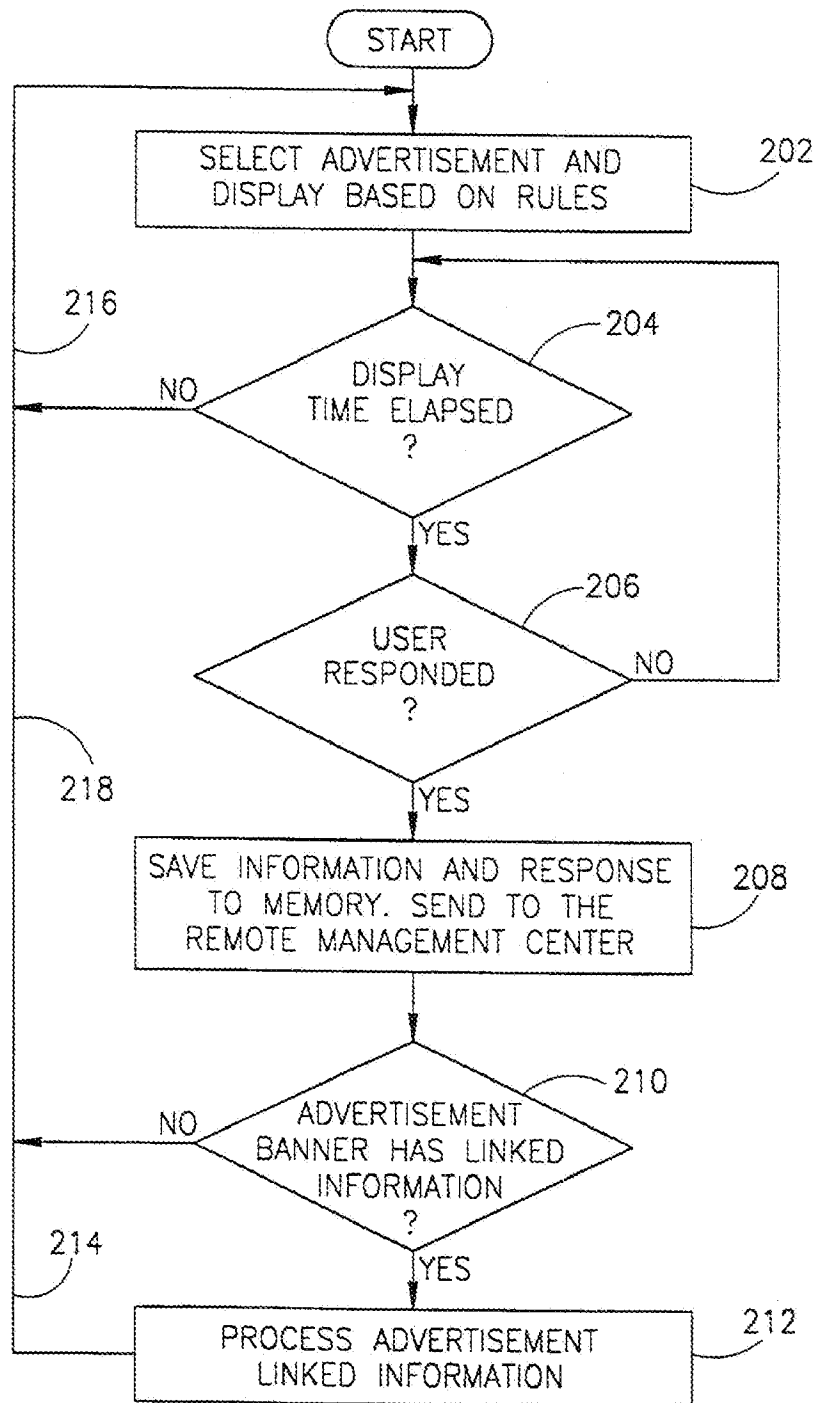 START
SELECT ADVERTISEMENT AND
DISPLAY BASED ON RULES
202
216
204
DISPLAY
TIME ELAPSED
?
NO
YES
206
USER
RESPONDED
?
NO
218
YES
SAVE INFORMATION AND RESPONSE
TO MEMORY. SEND TO THE
REMOTE MANAGEMENT CENTER
208
210
NO
ADVERTISEMENT
BANNER HAS LINKED
INFORMATION
?
214
YES
PROCESS ADVERTISEMENT
LINKED INFORMATION
212